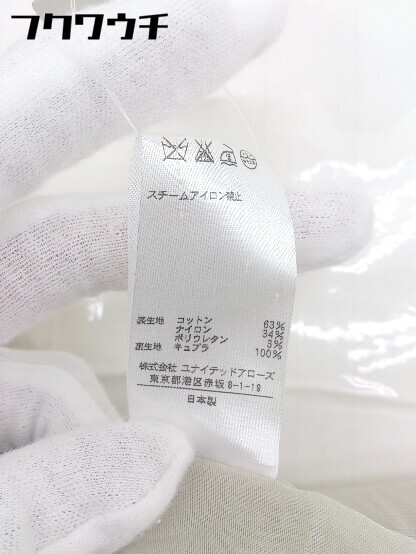 フクワウチ
スチームアイロン禁止
表生地 コットン 63%
ナイロン 34%
ポリウレタン 3%
裏生地 キュプラ 100%
株式会社 ユナイテッドアローズ
東京都港区赤坂 8-1-19
日本製